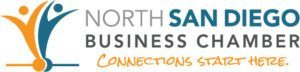 NORTH SAN DIEGO
BUSINESS CHAMBER
CONNECTIONS START HERE.